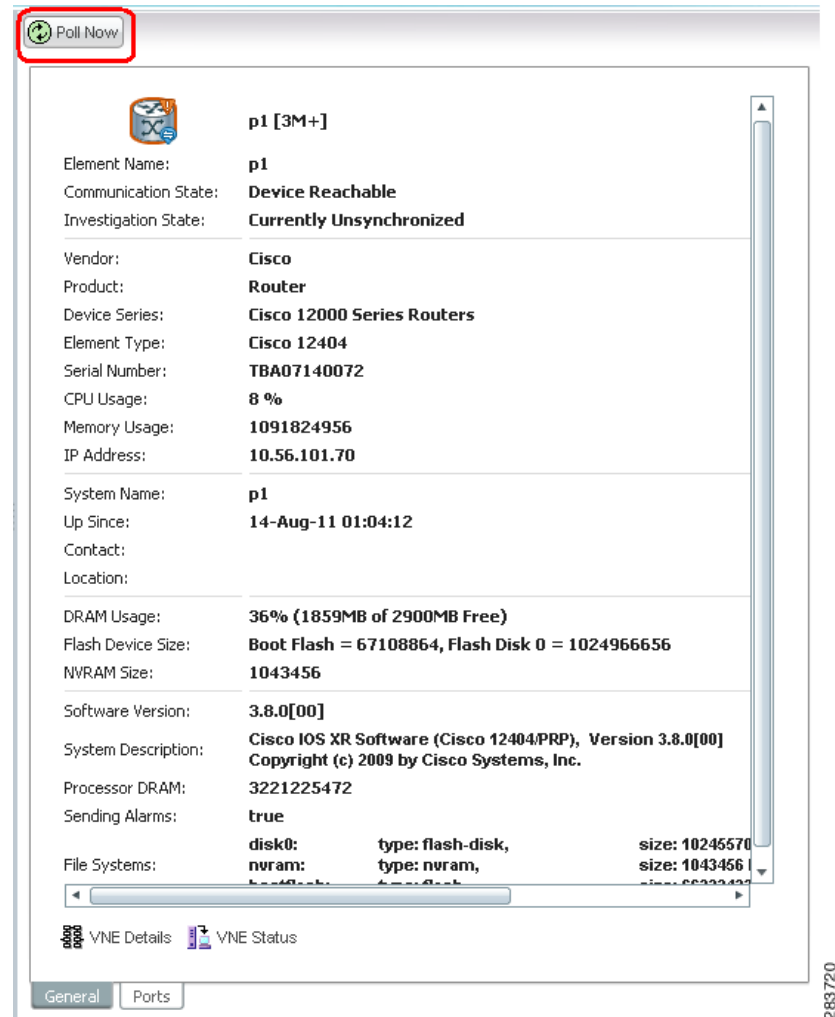 Poll Now
p1 [3M+]
Element Name: p1
Communication State: Device Reachable
Investigation State: Currently Unsynchronized
Vendor: Cisco
Product: Router
Device Series: Cisco 12000 Series Routers
Element Type: Cisco 12404
Serial Number: TBA07140072
CPU Usage: 8 %
Memory Usage: 1091824956
IP Address: 10.56.101.70
System Name: p1
Up Since: 14-Aug-11 01:04:12
Contact:
Location:
DRAM Usage: 36% (1859MB of 2900MB Free)
Flash Device Size: Boot Flash = 67108864, Flash Disk 0 = 1024966656
NVRAM Size: 1043456
Software Version: 3.8.0[00]
System Description: Cisco IOS XR Software (Cisco 12404/PRP), Version 3.8.0[00]
Copyright (c) 2009 by Cisco Systems, Inc.
Processor DRAM: 3221225472
Sending Alarms: true
disk0: type: flash-disk, size: 10245570
File Systems: nvram: type: nvram, size: 1043456
VNE Details VNE Status
General Ports
283720